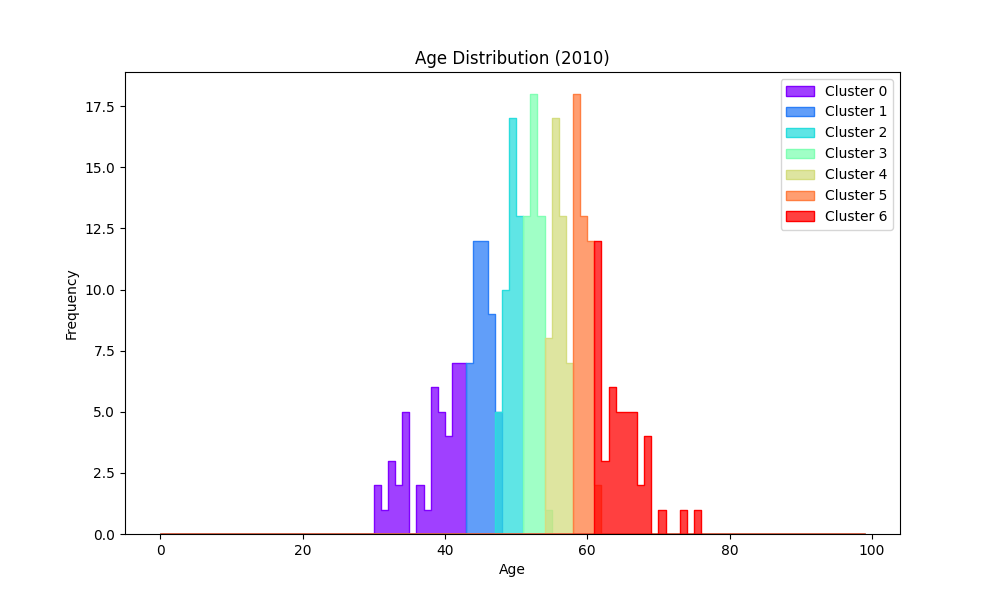 Age Distribution (2010)
Cluster 0
Cluster 1
Cluster 2
Cluster 3
Cluster 4
Cluster 5
Cluster 6
Frequency
17.5
15.0
12.5
10.0
7.5
5.0
2.5
0.0
0 20 40 60 80 100
Age